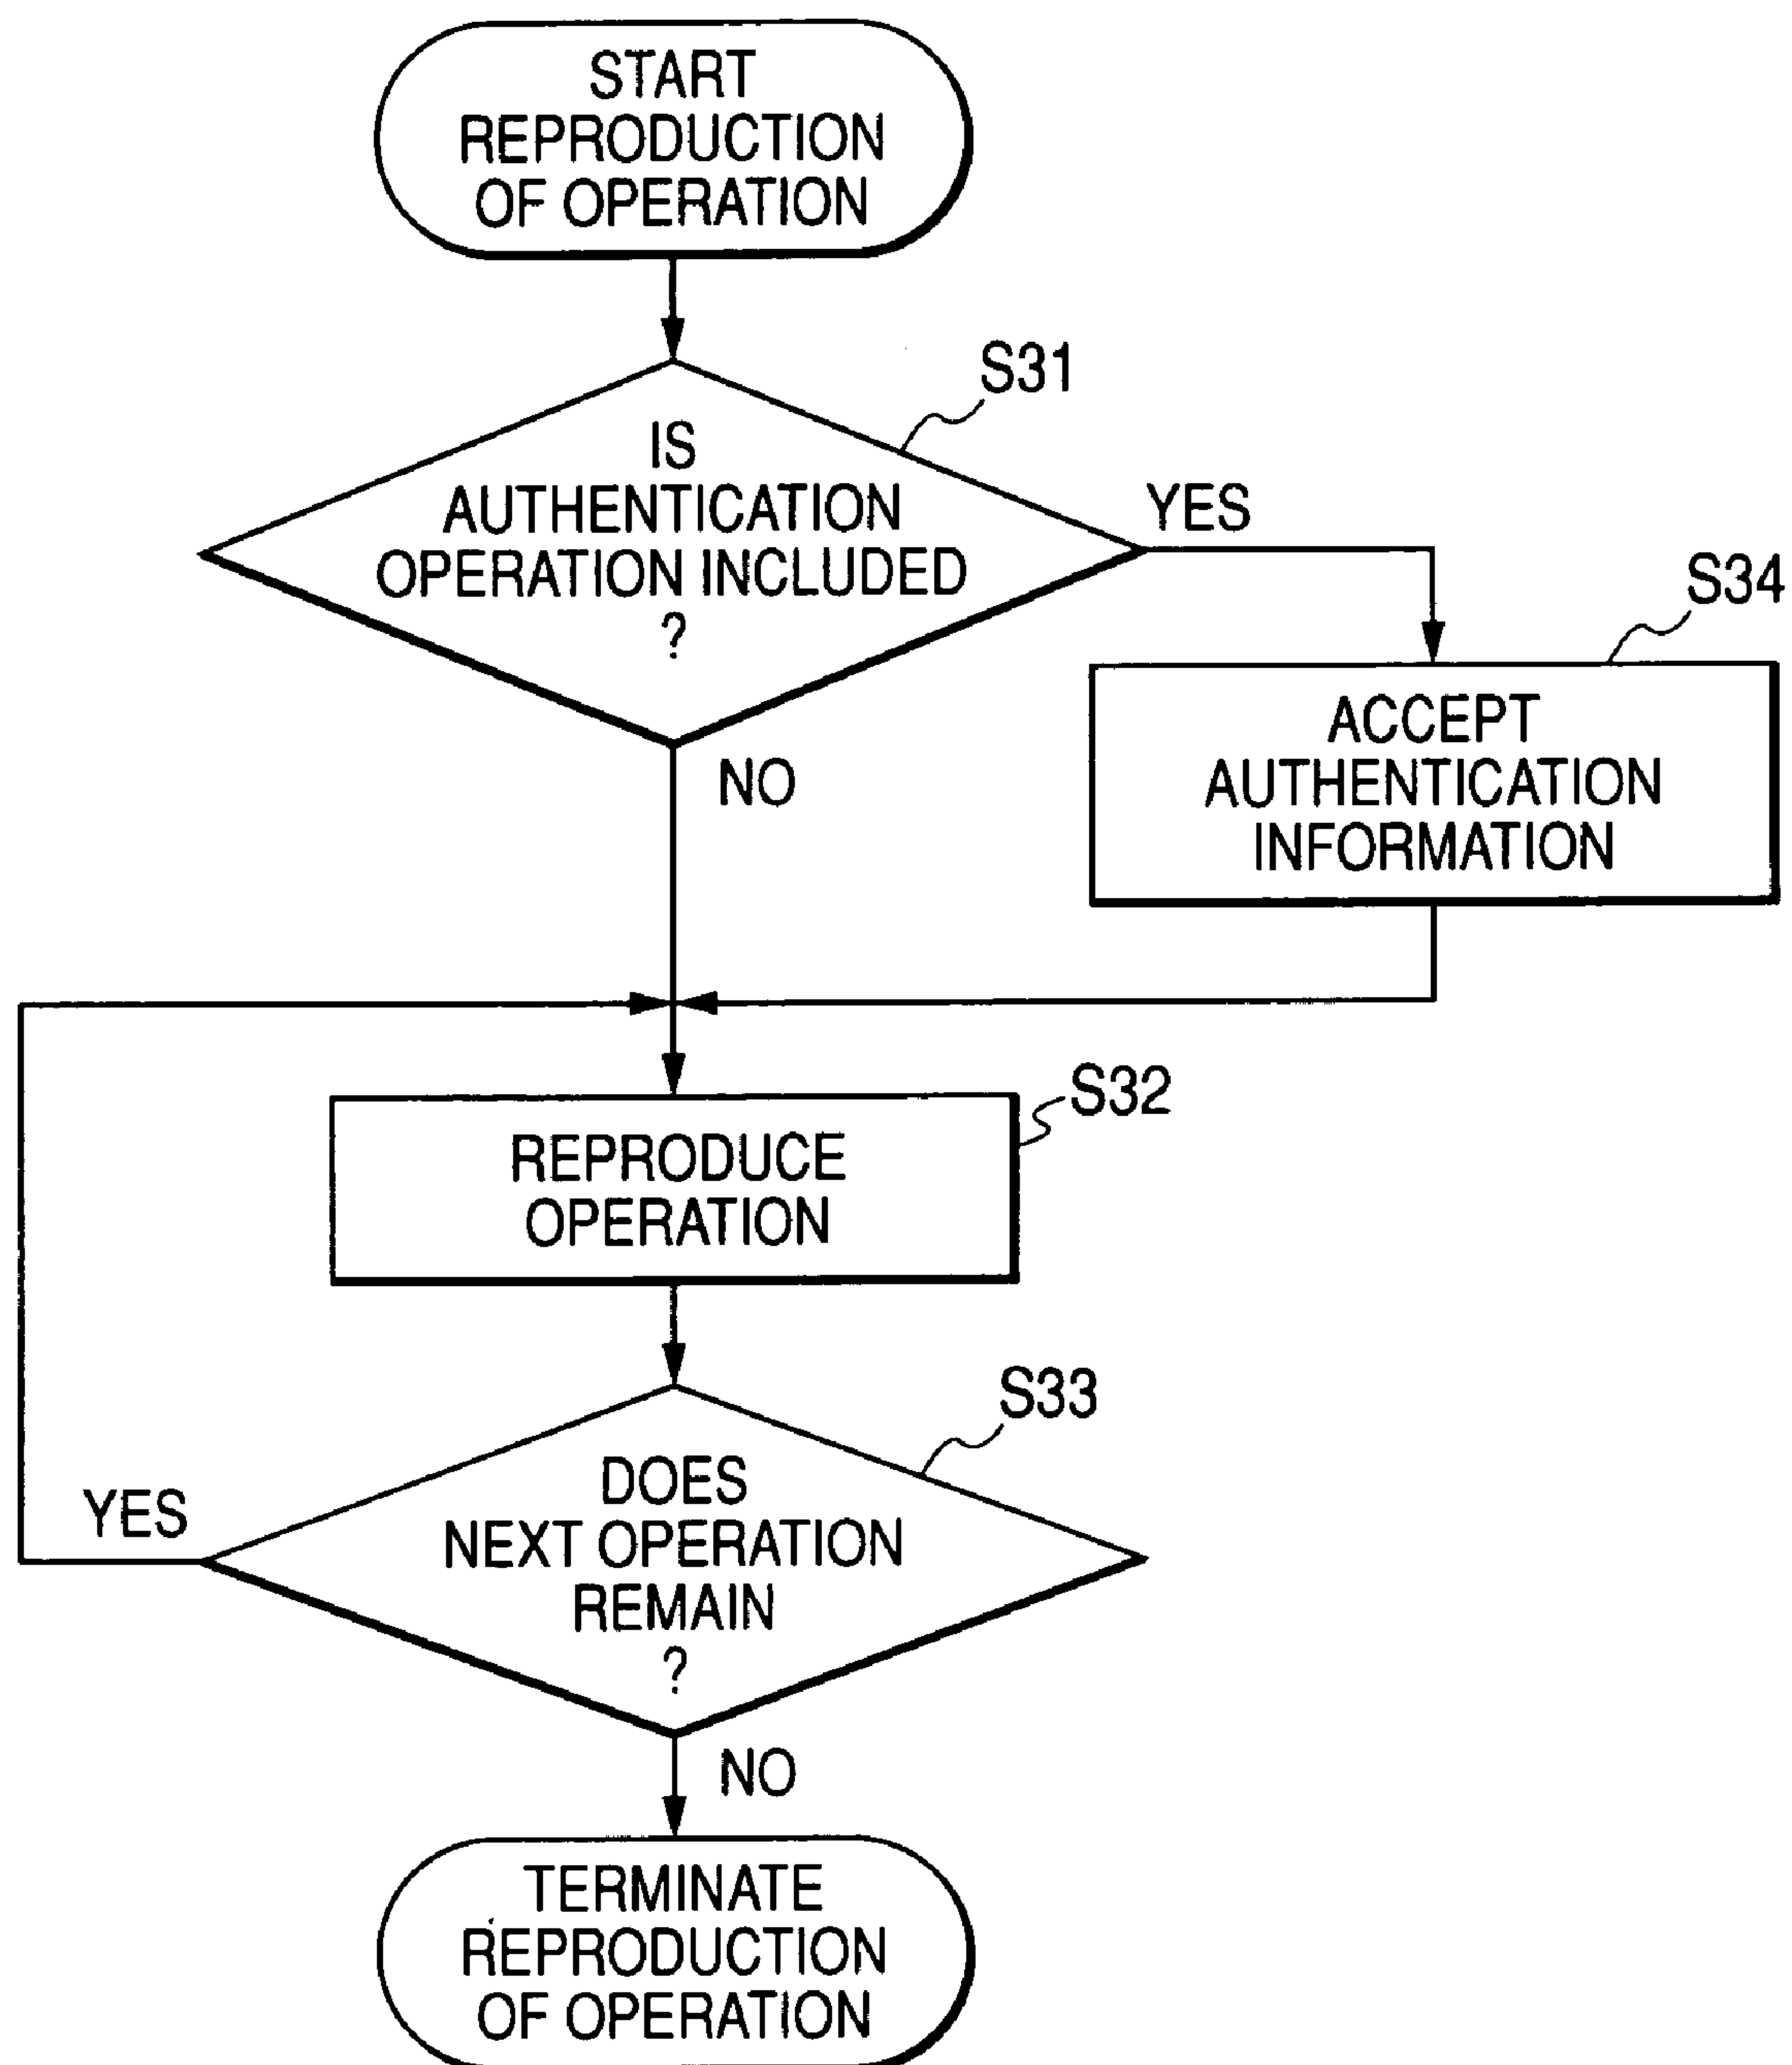 START
REPRODUCTION
OF OPERATION
S31
IS
AUTHENTICATION
OPERATION INCLUDED
?
YES
S34
ACCEPT
AUTHENTICATION
INFORMATION
NO
S32
REPRODUCE
OPERATION
S33
DOES
NEXT OPERATION
REMAIN
?
YES
NO
TERMINATE
REPRODUCTION
OF OPERATION